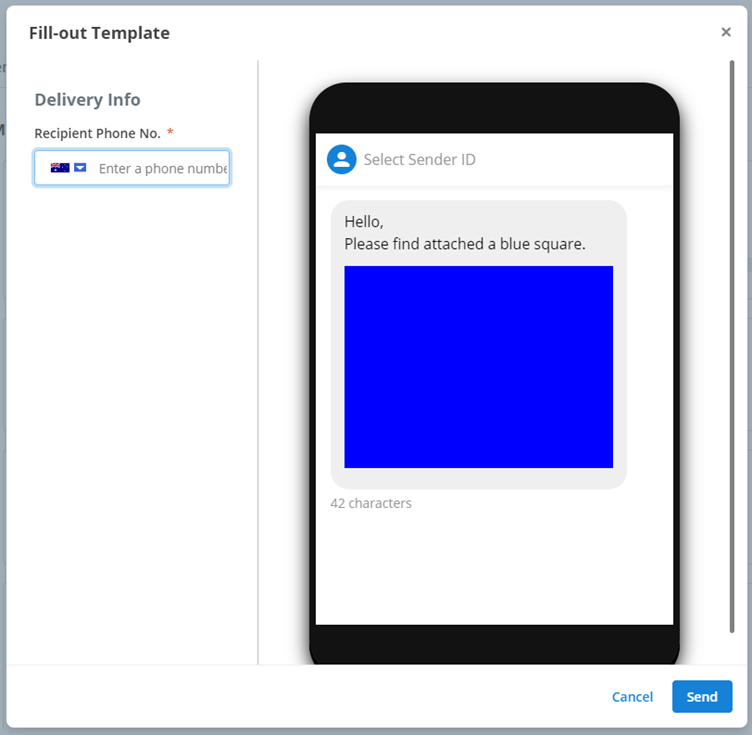 Fill-out Template
×
Delivery Info
Recipient Phone No. *
Enter a phone numbe
Select Sender ID
Hello,
Please find attached a blue square.
42 characters
Cancel
Send